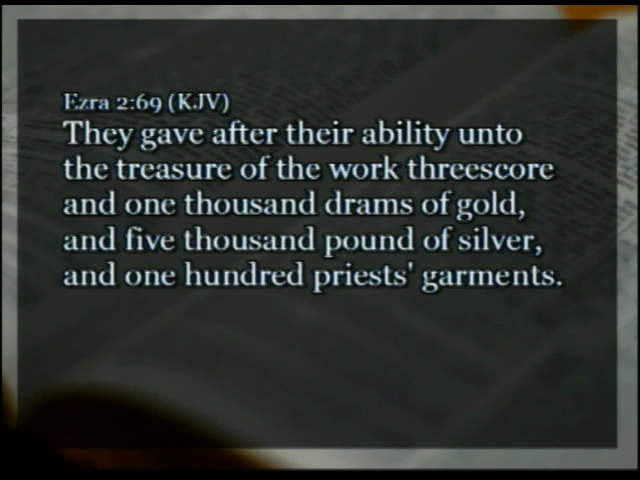 Ezra 2:69 (KJV)
They gave after their ability unto
the treasure of the work threescore
and one thousand drams of gold,
and five thousand pound of silver,
and one hundred priests' garments.